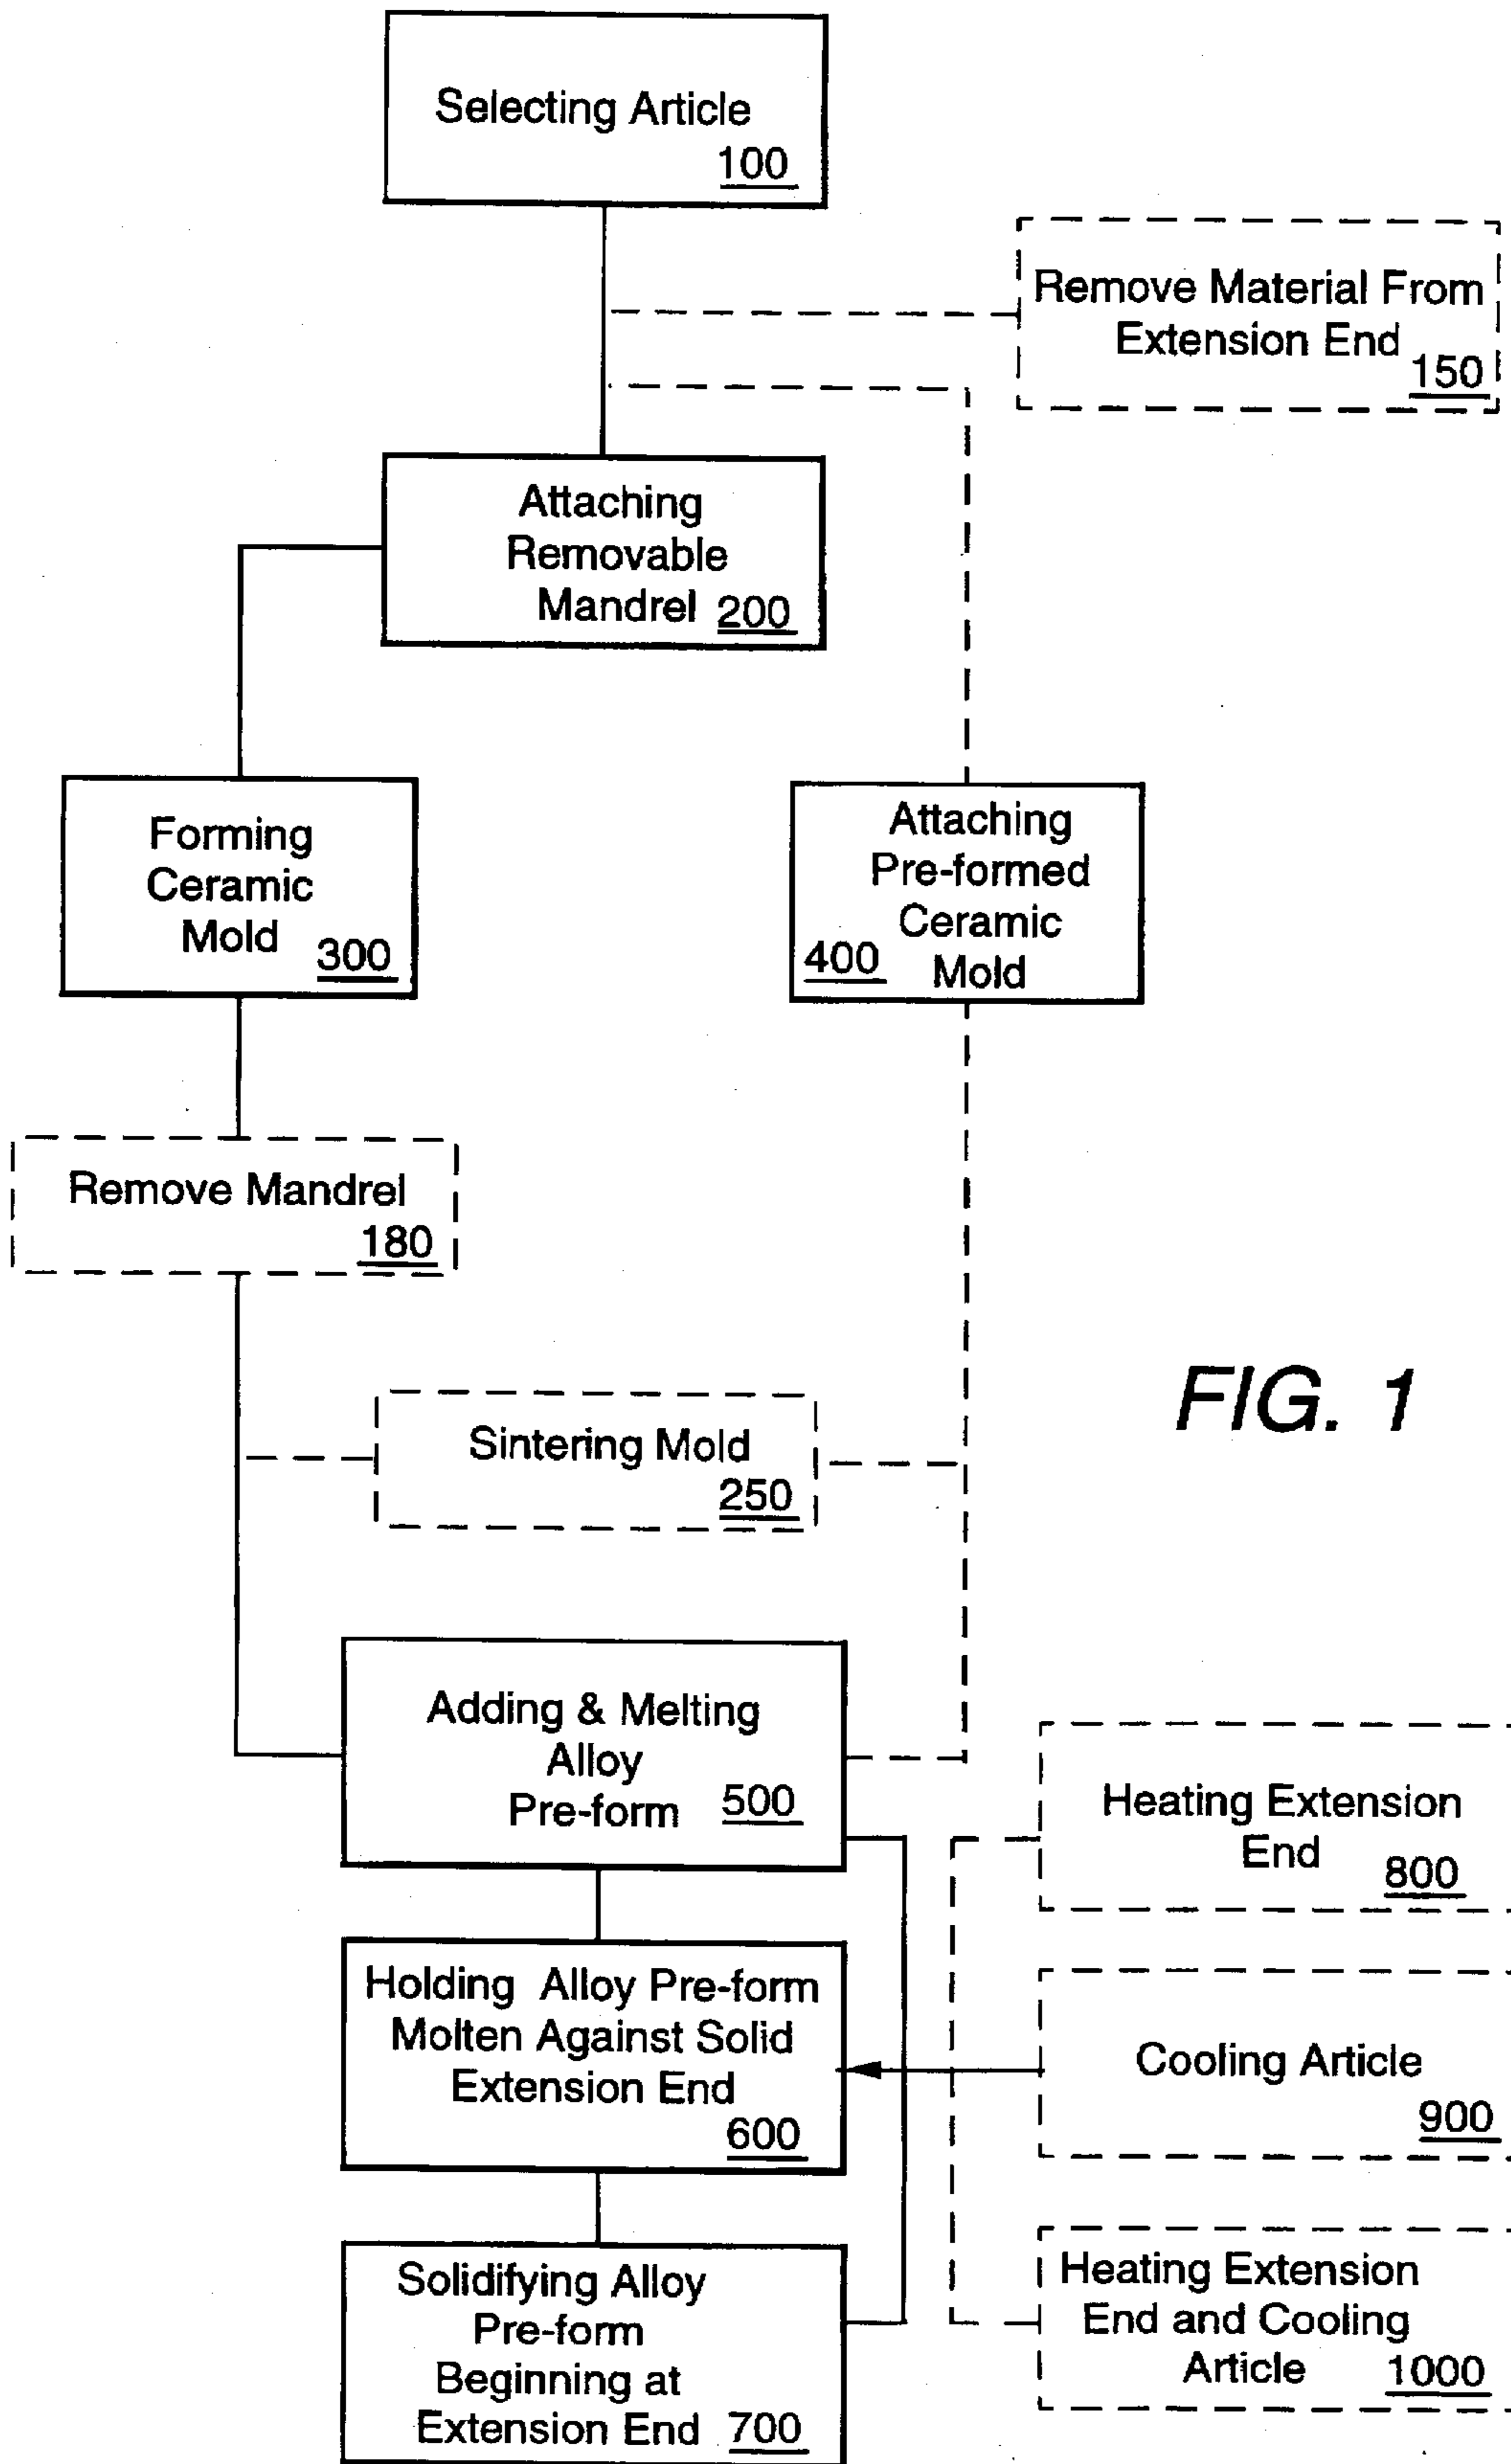 Selecting Article
100
Remove Material From
Extension End
150
Attaching
Removable
Mandrel 200
Forming
Ceramic
Mold
300
Attaching
Pre-formed
Ceramic
400
Mold
Remove Mandrel
180
FIG. 1
Sintering Mold
250
Adding & Melting
Alloy
Pre-form 500
Heating Extension
End
800
Holding Alloy Pre-form
Molten Against Solid
Extension End
600
Cooling Article
900
Solidifying Alloy
Pre-form
Beginning at
Extension End 700
Heating Extension
End and Cooling
Article 1000